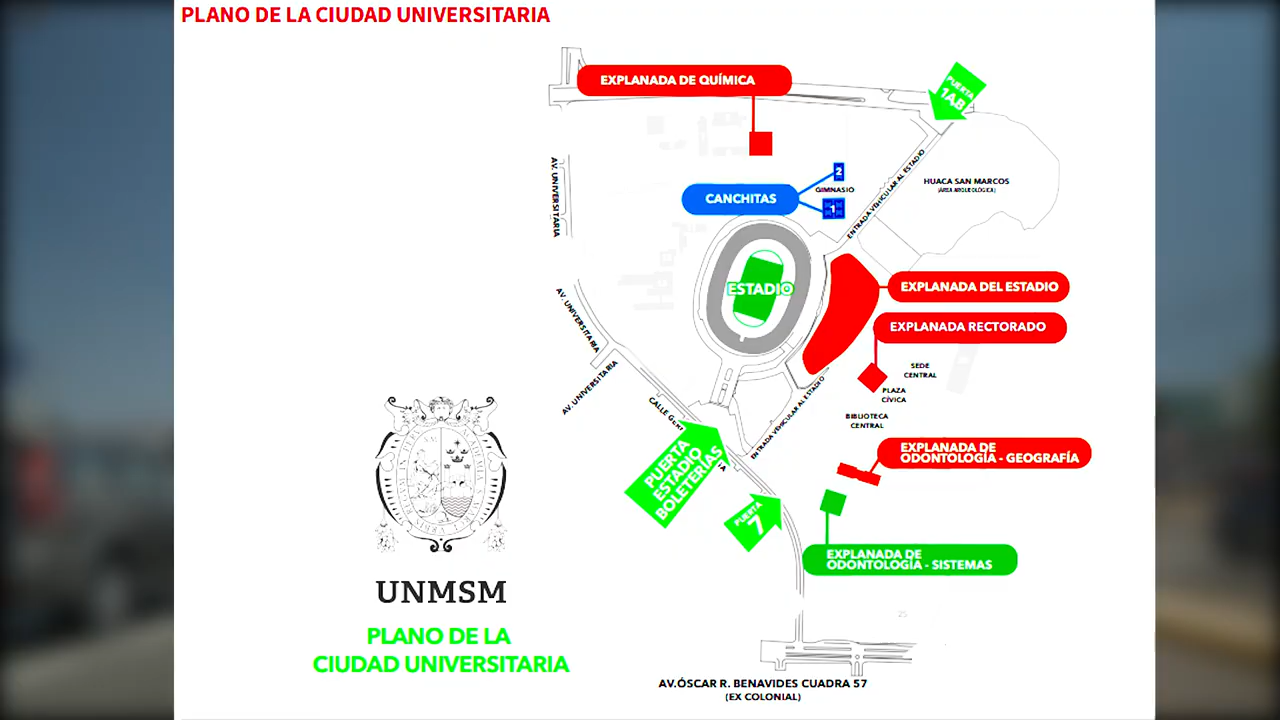 PLANO DE LA CIUDAD UNIVERSITARIA
EXPLANADA DE QUÍMICA
PUERTA
1AB
AV. UNIVERSITARIA
2
GIMNASIO
CANCHITAS
1
ENTRADA VEHICULAR AL ESTADIO
HUACA SAN MARCOS
(ÁREA ARQUEOLÓGICA)
ESTADIO
EXPLANADA DEL ESTADIO
EXPLANADA RECTORADO
AV. UNIVERSITARIA
AV. UNIVERSITARIA
SEDE
CENTRAL
PLAZA
CÍVICA
BIBLIOTECA
CENTRAL
CALLE
ENTRADA VEHICULAR AL ESTADIO
PUERTA
ESTADIO
BOLETERÍAS
EXPLANADA DE
ODONTOLOGÍA - GEOGRAFÍA
PUERTA
7
EXPLANADA DE
ODONTOLOGÍA - SISTEMAS
UNMSM
PLANO DE LA
CIUDAD UNIVERSITARIA
AV.ÓSCAR R. BENAVIDES CUADRA 57
(EX COLONIAL)